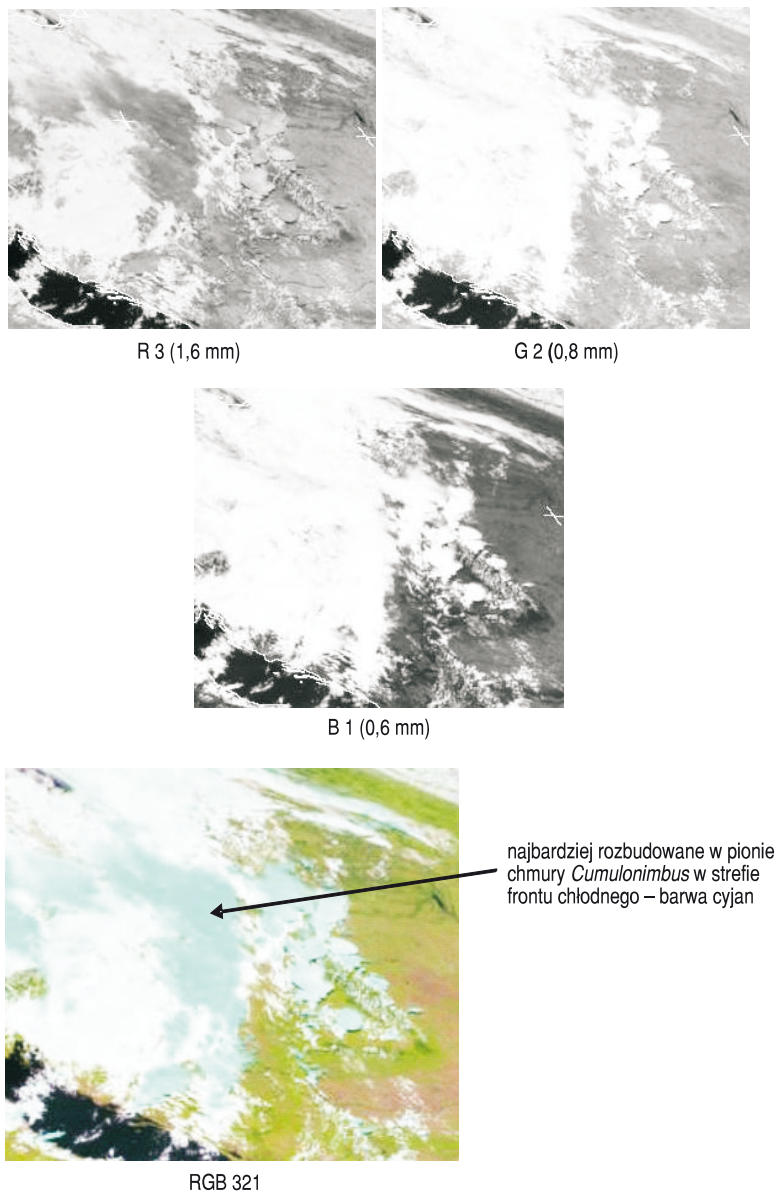 R 3 (1,6 mm)
G 2 (0,8 mm)
B 1 (0,6 mm)
najbardziej rozbudowane w pionie
chmury Cumulonimbus w strefie
frontu chłodnego – barwa cyjan
RGB 321